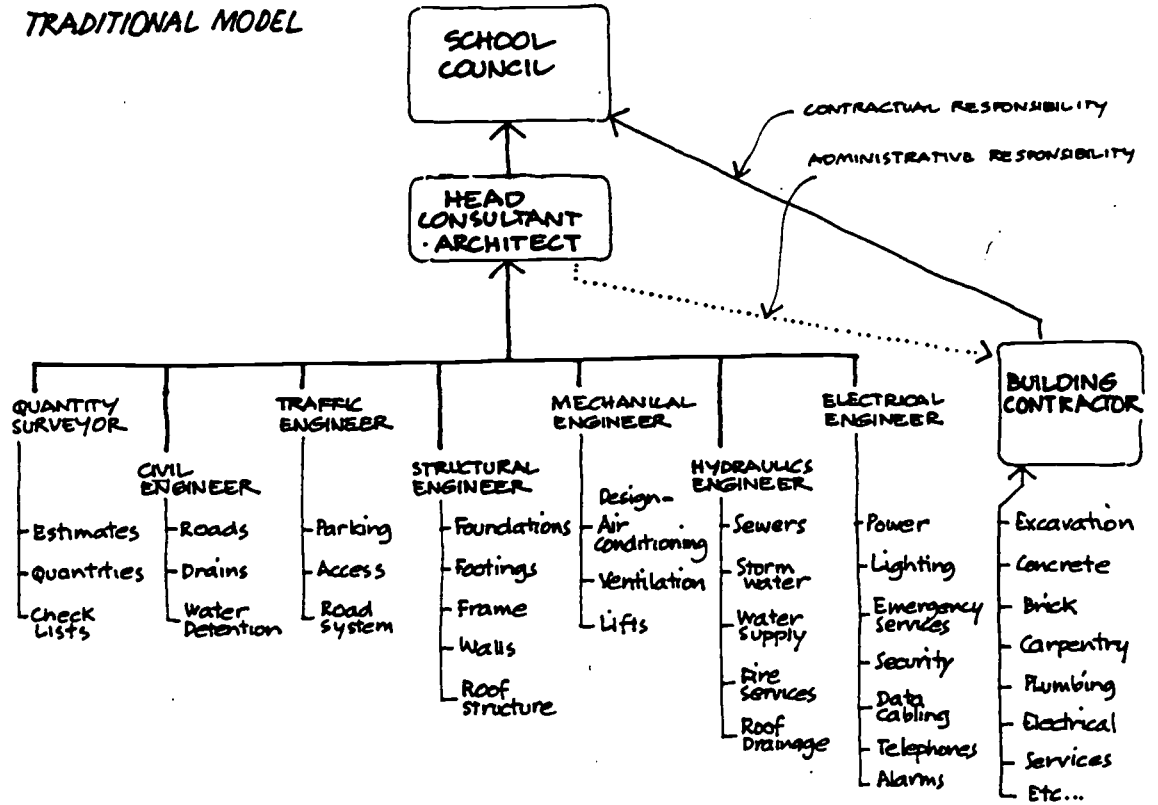 TRADITIONAL MODEL
SCHOOL
COUNCIL
CONTRACTUAL RESPONSIBILITY
ADMINISTRATIVE RESPONSIBILITY
HEAD
CONSULTANT
· ARCHITECT
BUILDING
CONTRACTOR
QUANTITY
SURVEYOR
Estimates
Quantities
Check
Lists
CIVIL
ENGINEER
Roads
Drains
Water
Detention
TRAFFIC
ENGINEER
Parking
Access
Road
System
STRUCTURAL
ENGINEER
Foundations
Footings
Frame
Walls
Roof
Structure
MECHANICAL
ENGINEER
Design-
Air
Conditioning
Ventilation
Lifts
HYDRAULICS
ENGINEER
Sewers
Storm
water
Water
Supply
Fire
Services
Roof
Drainage
ELECTRICAL
ENGINEER
Power
Lighting
Emergency
Services
Security
Data
Cabling
Telephones
Alarms
Excavation
Concrete
Brick
Carpentry
Plumbing
Electrical
Services
Etc...